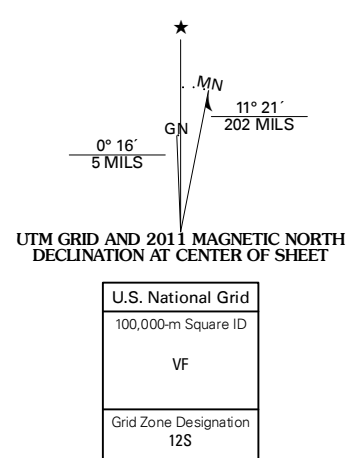 ★
MN
11° 21´
202 MILS
GN
0° 16´
5 MILS
UTM GRID AND 2011 MAGNETIC NORTH
DECLINATION AT CENTER OF SHEET
U.S. National Grid
100,000-m Square ID
VF
Grid Zone Designation
12S